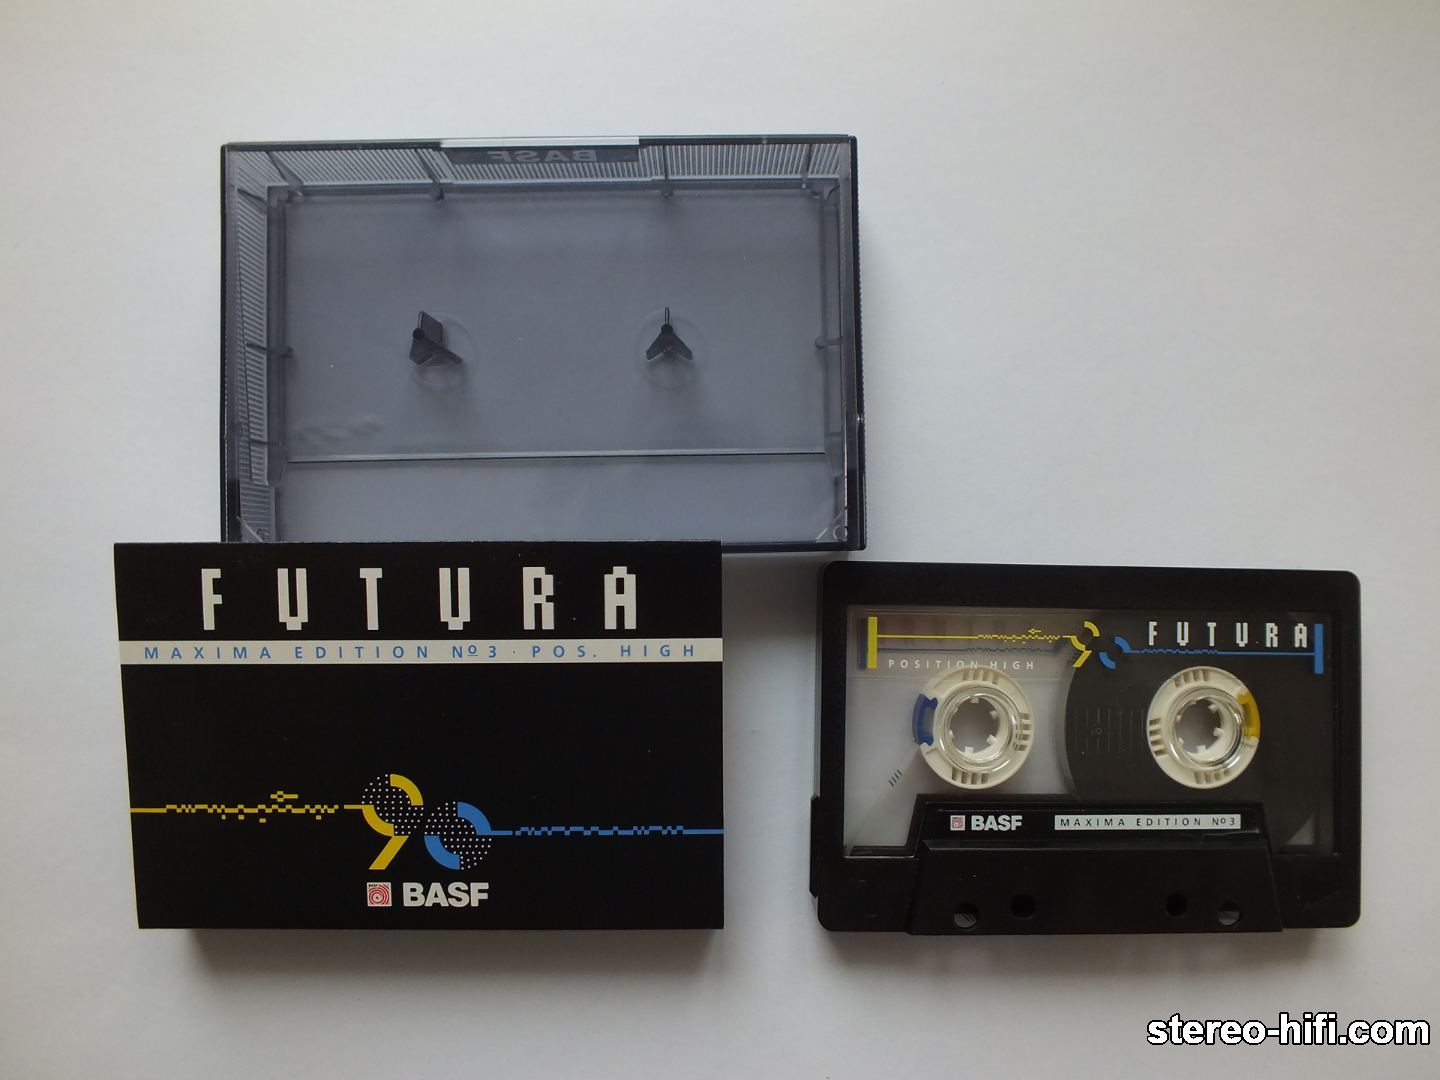 BASF
FUTURA
MAXIMA EDITION Nº3 · POS. HIGH
90
BASF
90 FUTURA
POSITION HIGH
BASF MAXIMA EDITION Nº3
stereo-hifi.com